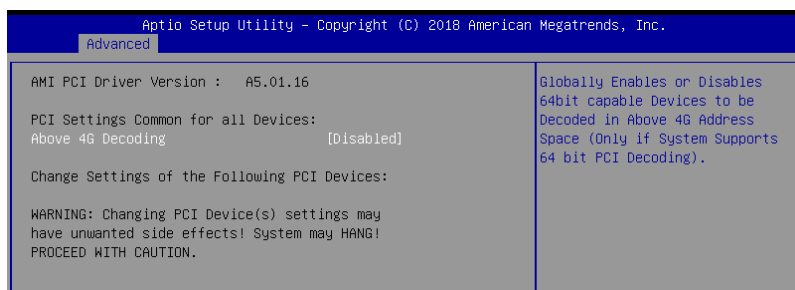 Aptio Setup Utility – Copyright (C) 2018 American Megatrends, Inc.
Advanced
AMI PCI Driver Version :   A5.01.16
PCI Settings Common for all Devices:
Above 4G Decoding                    [Disabled]
Change Settings of the Following PCI Devices:
WARNING: Changing PCI Device(s) settings may
have unwanted side effects! System may HANG!
PROCEED WITH CAUTION.
Globally Enables or Disables
64bit capable Devices to be
Decoded in Above 4G Address
Space (Only if System Supports
64 bit PCI Decoding).